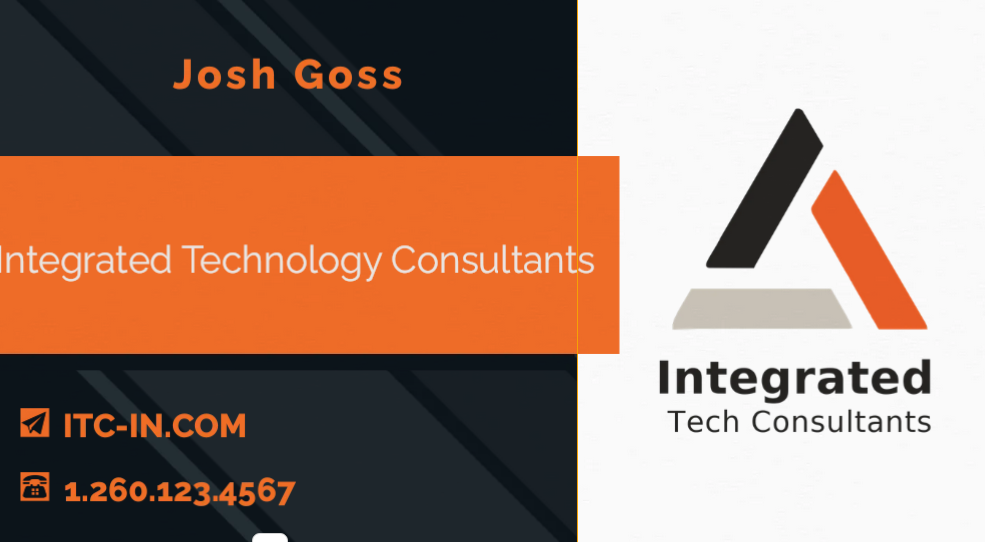 Josh Goss
Integrated Technology Consultants
ITC-IN.COM
1.260.123.4567
Integrated
Tech Consultants